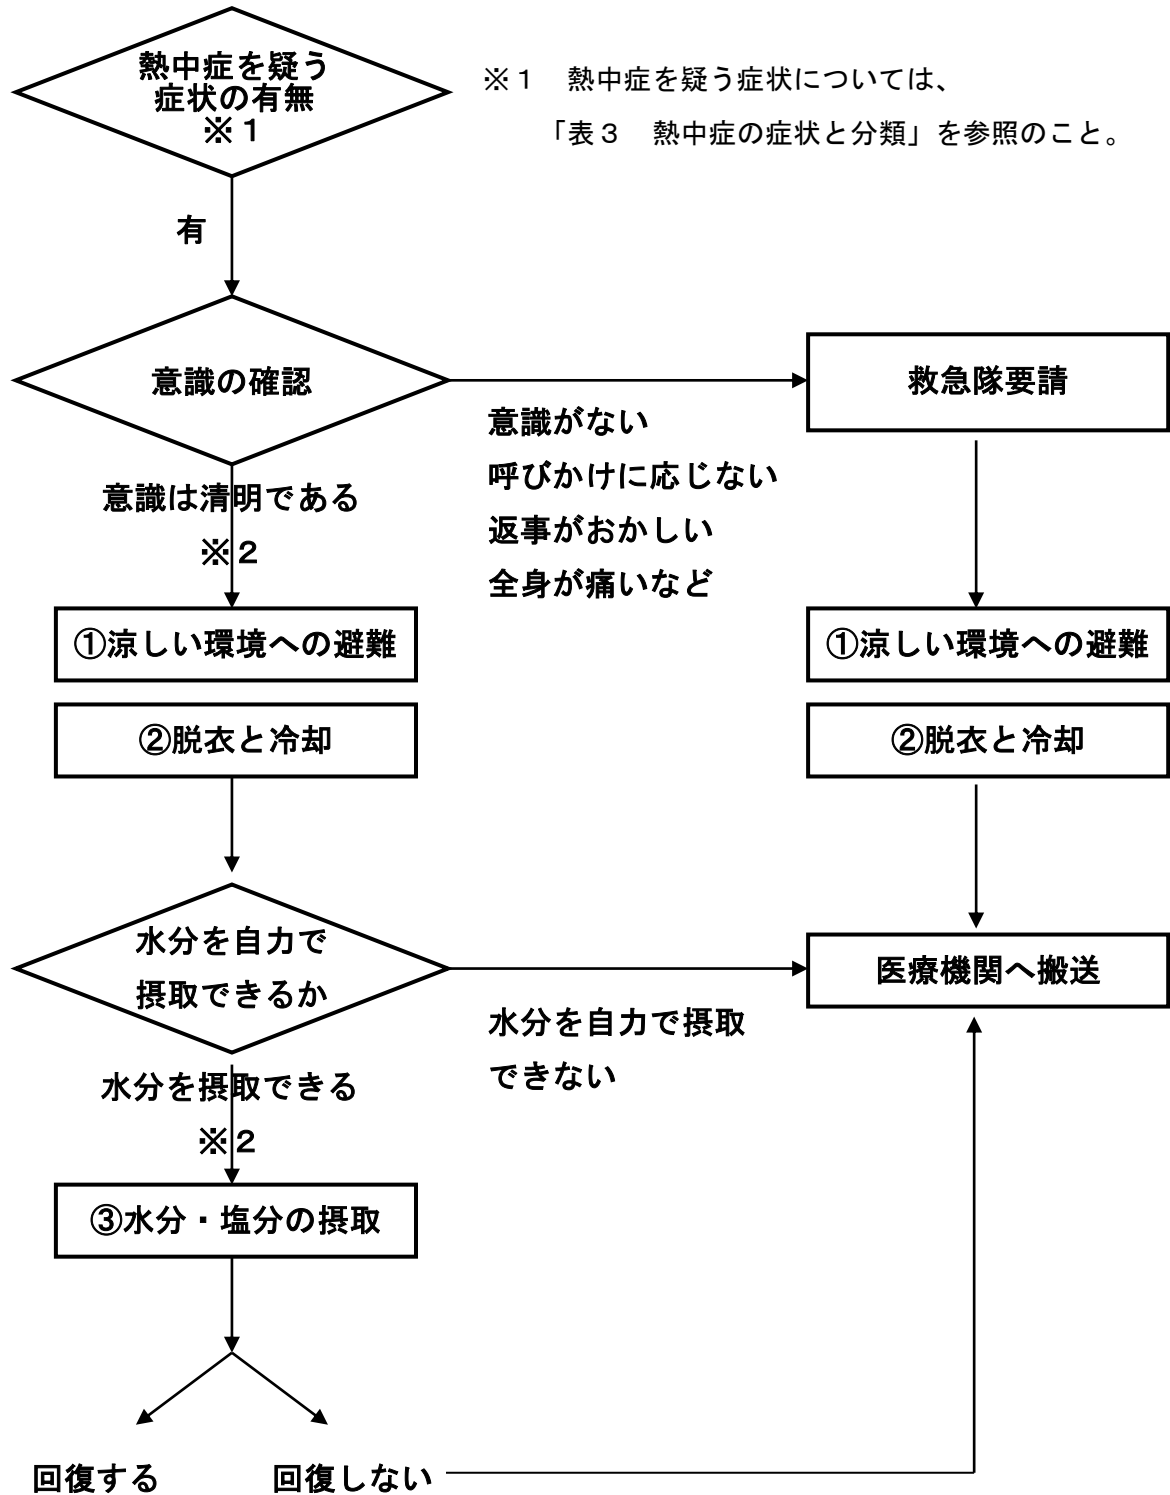 熱中症を疑う
症状の有無
※１
※１　熱中症を疑う症状については、
「表３　熱中症の症状と分類」を参照のこと。
有
意識の確認
救急隊要請
意識がない
呼びかけに応じない
返事がおかしい
全身が痛いなど
意識は清明である
※２
①涼しい環境への避難
①涼しい環境への避難
②脱衣と冷却
②脱衣と冷却
水分を自力で
摂取できるか
医療機関へ搬送
水分を自力で摂取
できない
水分を摂取できる
※２
③水分・塩分の摂取
回復する
回復しない